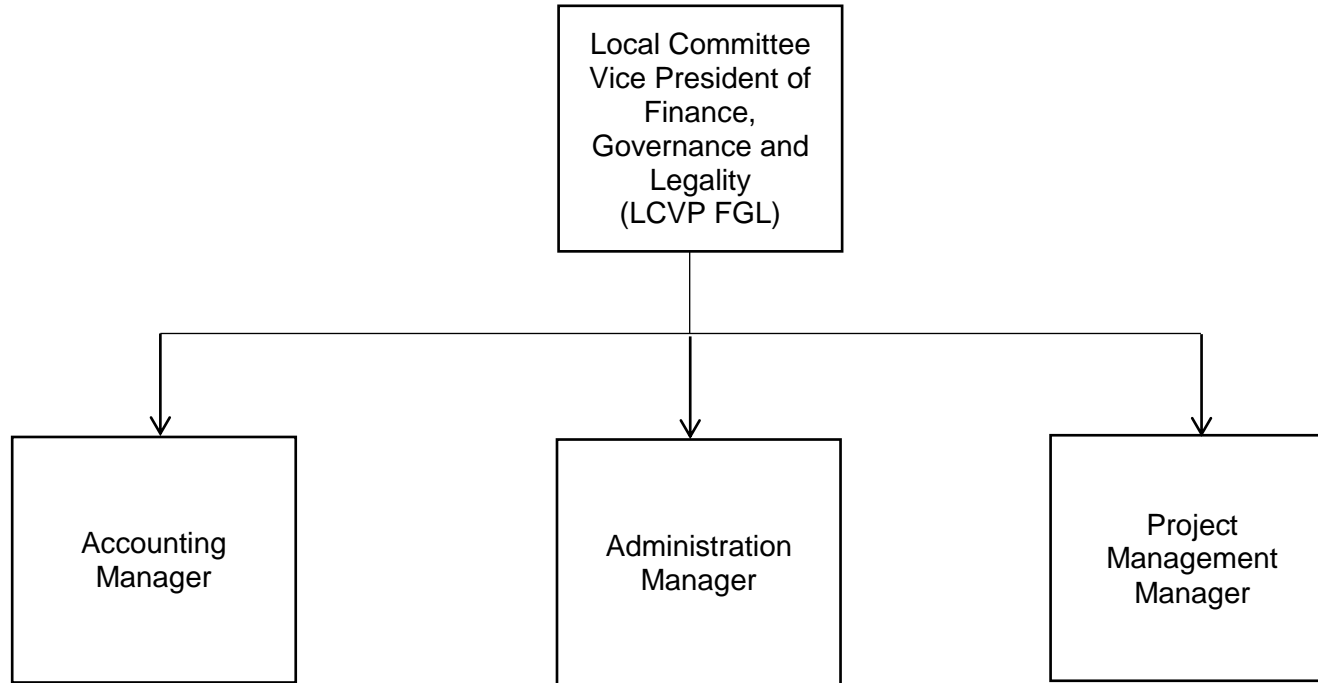 Local Committee
Vice President of
Finance,
Governance and
Legality
(LCVP FGL)
Accounting
Manager
Administration
Manager
Project
Management
Manager